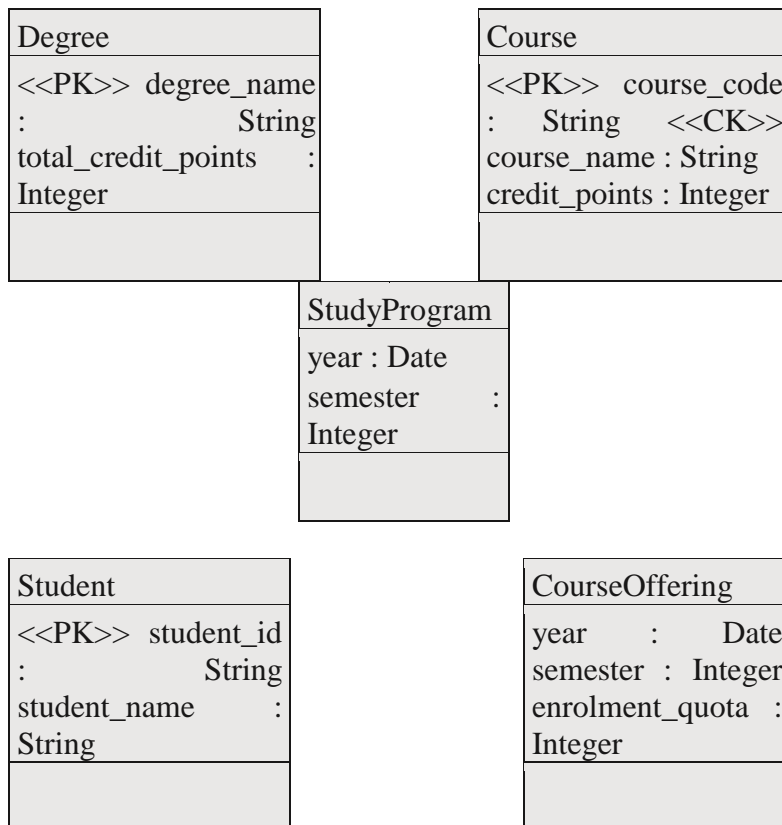 Degree
<<PK>> degree_name
: String
total_credit_points :
Integer
Course
<<PK>> course_code
: String <<CK>>
course_name : String
credit_points : Integer
StudyProgram
year : Date
semester :
Integer
Student
<<PK>> student_id
: String
student_name :
String
CourseOffering
year : Date
semester : Integer
enrolment_quota :
Integer